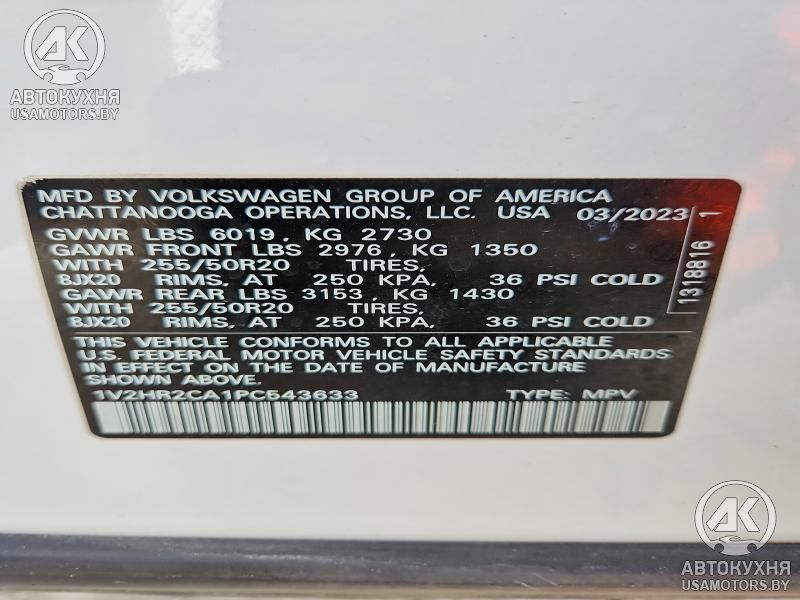 AK
АВТОКУХНЯ
USAMOTORS.BY
MFD BY VOLKSWAGEN GROUP OF AMERICA
CHATTANOOGA OPERATIONS, LLC. USA 03/2023
GVWR LBS 6019, KG 2730
GAWR FRONT LBS 2976, KG 1350
WITH 255/50R20 TIRES,
8JX20 RIMS, AT 250 KPA, 36 PSI COLD
GAWR REAR LBS 3153, KG 1430
WITH 255/50R20 TIRES,
8JX20 RIMS, AT 250 KPA, 36 PSI COLD
THIS VEHICLE CONFORMS TO ALL APPLICABLE
U.S. FEDERAL MOTOR VEHICLE SAFETY STANDARDS
IN EFFECT ON THE DATE OF MANUFACTURE
SHOWN ABOVE.
1V2HR2CA1PC543633 TYPE: MPV
1318816 1
AK
АВТОКУХНЯ
USAMOTORS.BY